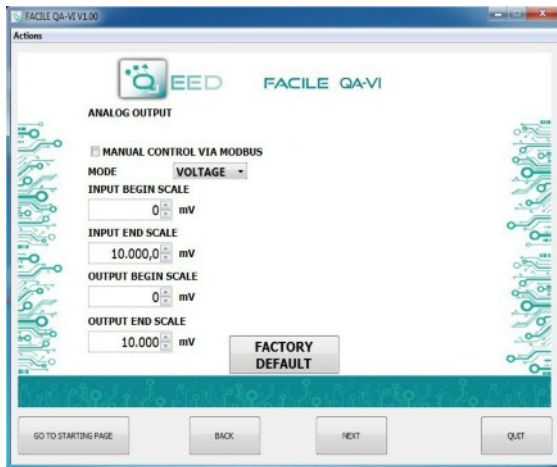 FACILE QA-VI V1.00
Actions
QEED FACILE QA-VI
ANALOG OUTPUT
MANUAL CONTROL VIA MODBUS
MODE VOLTAGE
INPUT BEGIN SCALE
0 mV
INPUT END SCALE
10.000,0 mV
OUTPUT BEGIN SCALE
0 mV
OUTPUT END SCALE
10.000 mV
FACTORY
DEFAULT
GO TO STARTING PAGE BACK NEXT QUIT